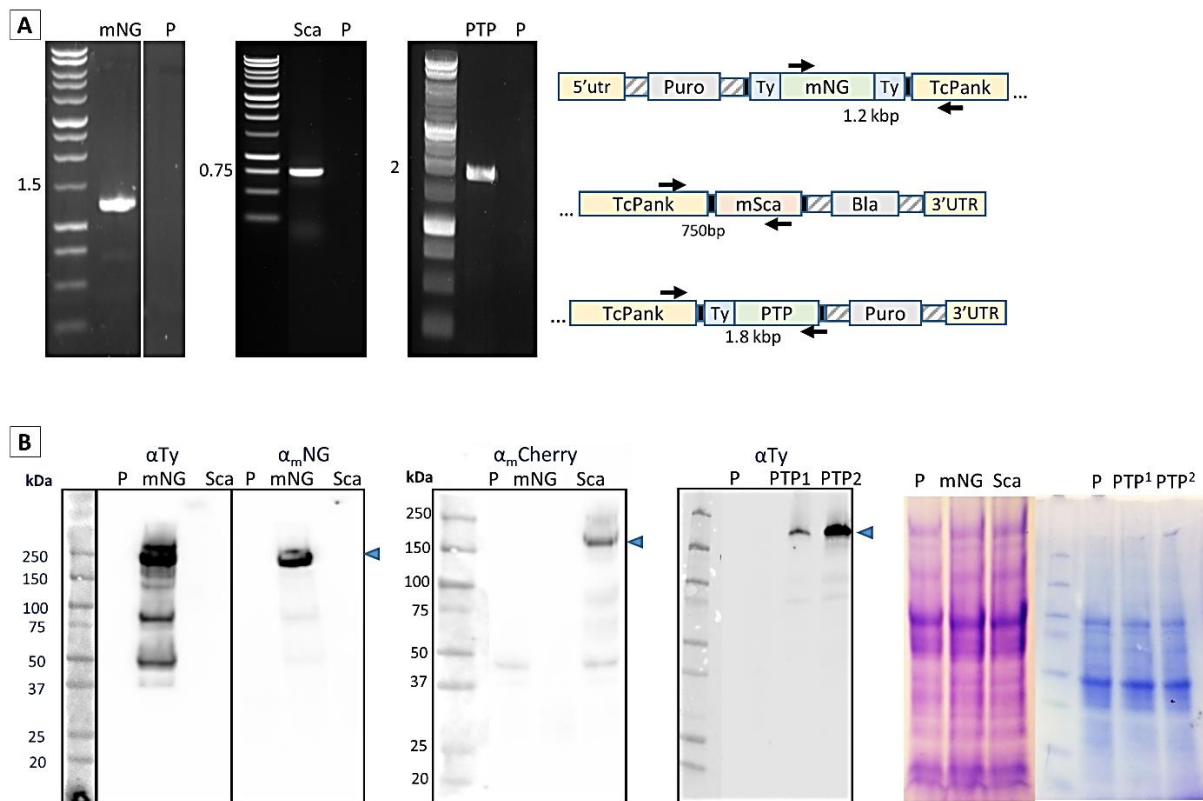 A
mNG P
1.5
Sca P
0.75
PTP P
2
5'utr Puro Ty mNG Ty TcPank ...
1.2 kbp
... TcPank mSca Bla 3'UTR
750bp
... TcPank Ty PTP Puro 3'UTR
1.8 kbp
B
αTy
P mNG Sca
αmNG
P mNG Sca
kDa
250
150
100
75
50
37
25
20
αmCherry
P mNG Sca
kDa
250
150
100
75
50
37
25
20
αTy
P PTP1 PTP2
P mNG Sca
P PTP¹ PTP²